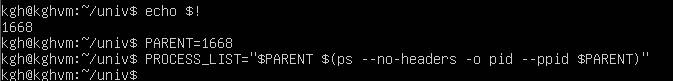 kgh@kghvm:~/univ$ echo $!
1668
kgh@kghvm:~/univ$ PARENT=1668
kgh@kghvm:~/univ$ PROCESS_LIST="$PARENT $(ps --no-headers -o pid --ppid $PARENT)"
kgh@kghvm:~/univ$